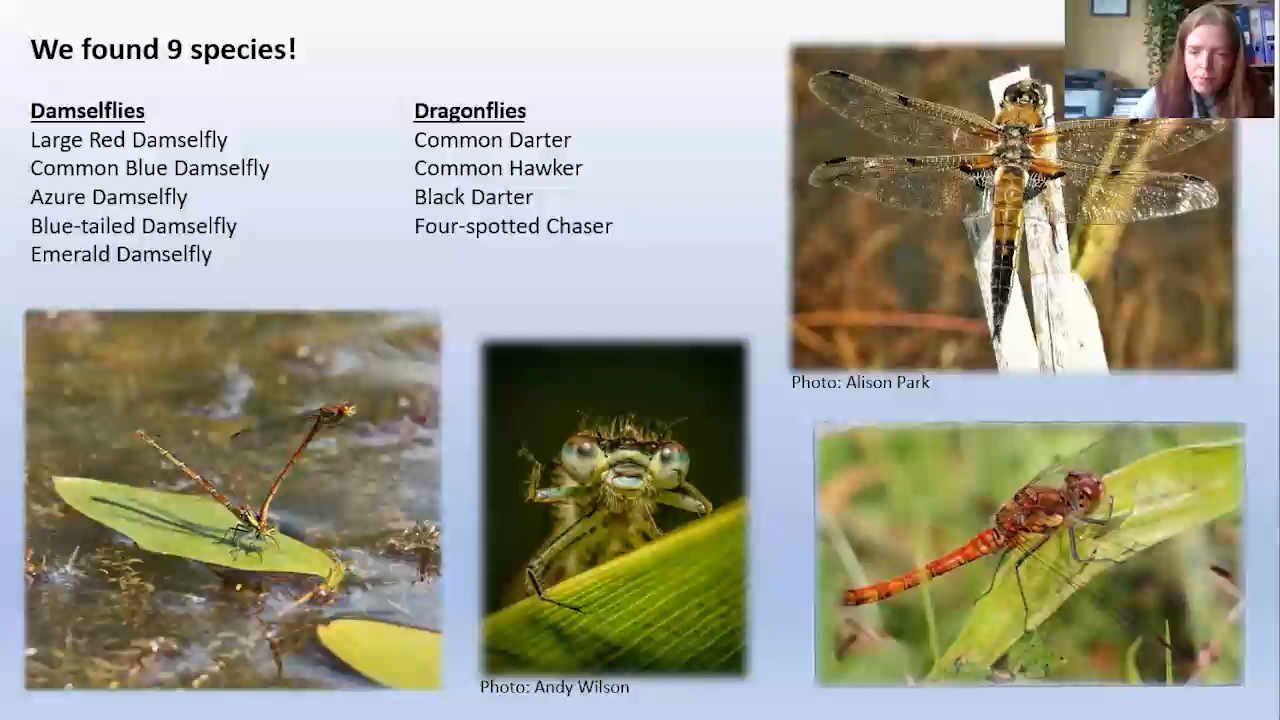 We found 9 species!
Damselflies
Large Red Damselfly
Common Blue Damselfly
Azure Damselfly
Blue-tailed Damselfly
Emerald Damselfly
Dragonflies
Common Darter
Common Hawker
Black Darter
Four-spotted Chaser
Photo: Alison Park
Photo: Andy Wilson